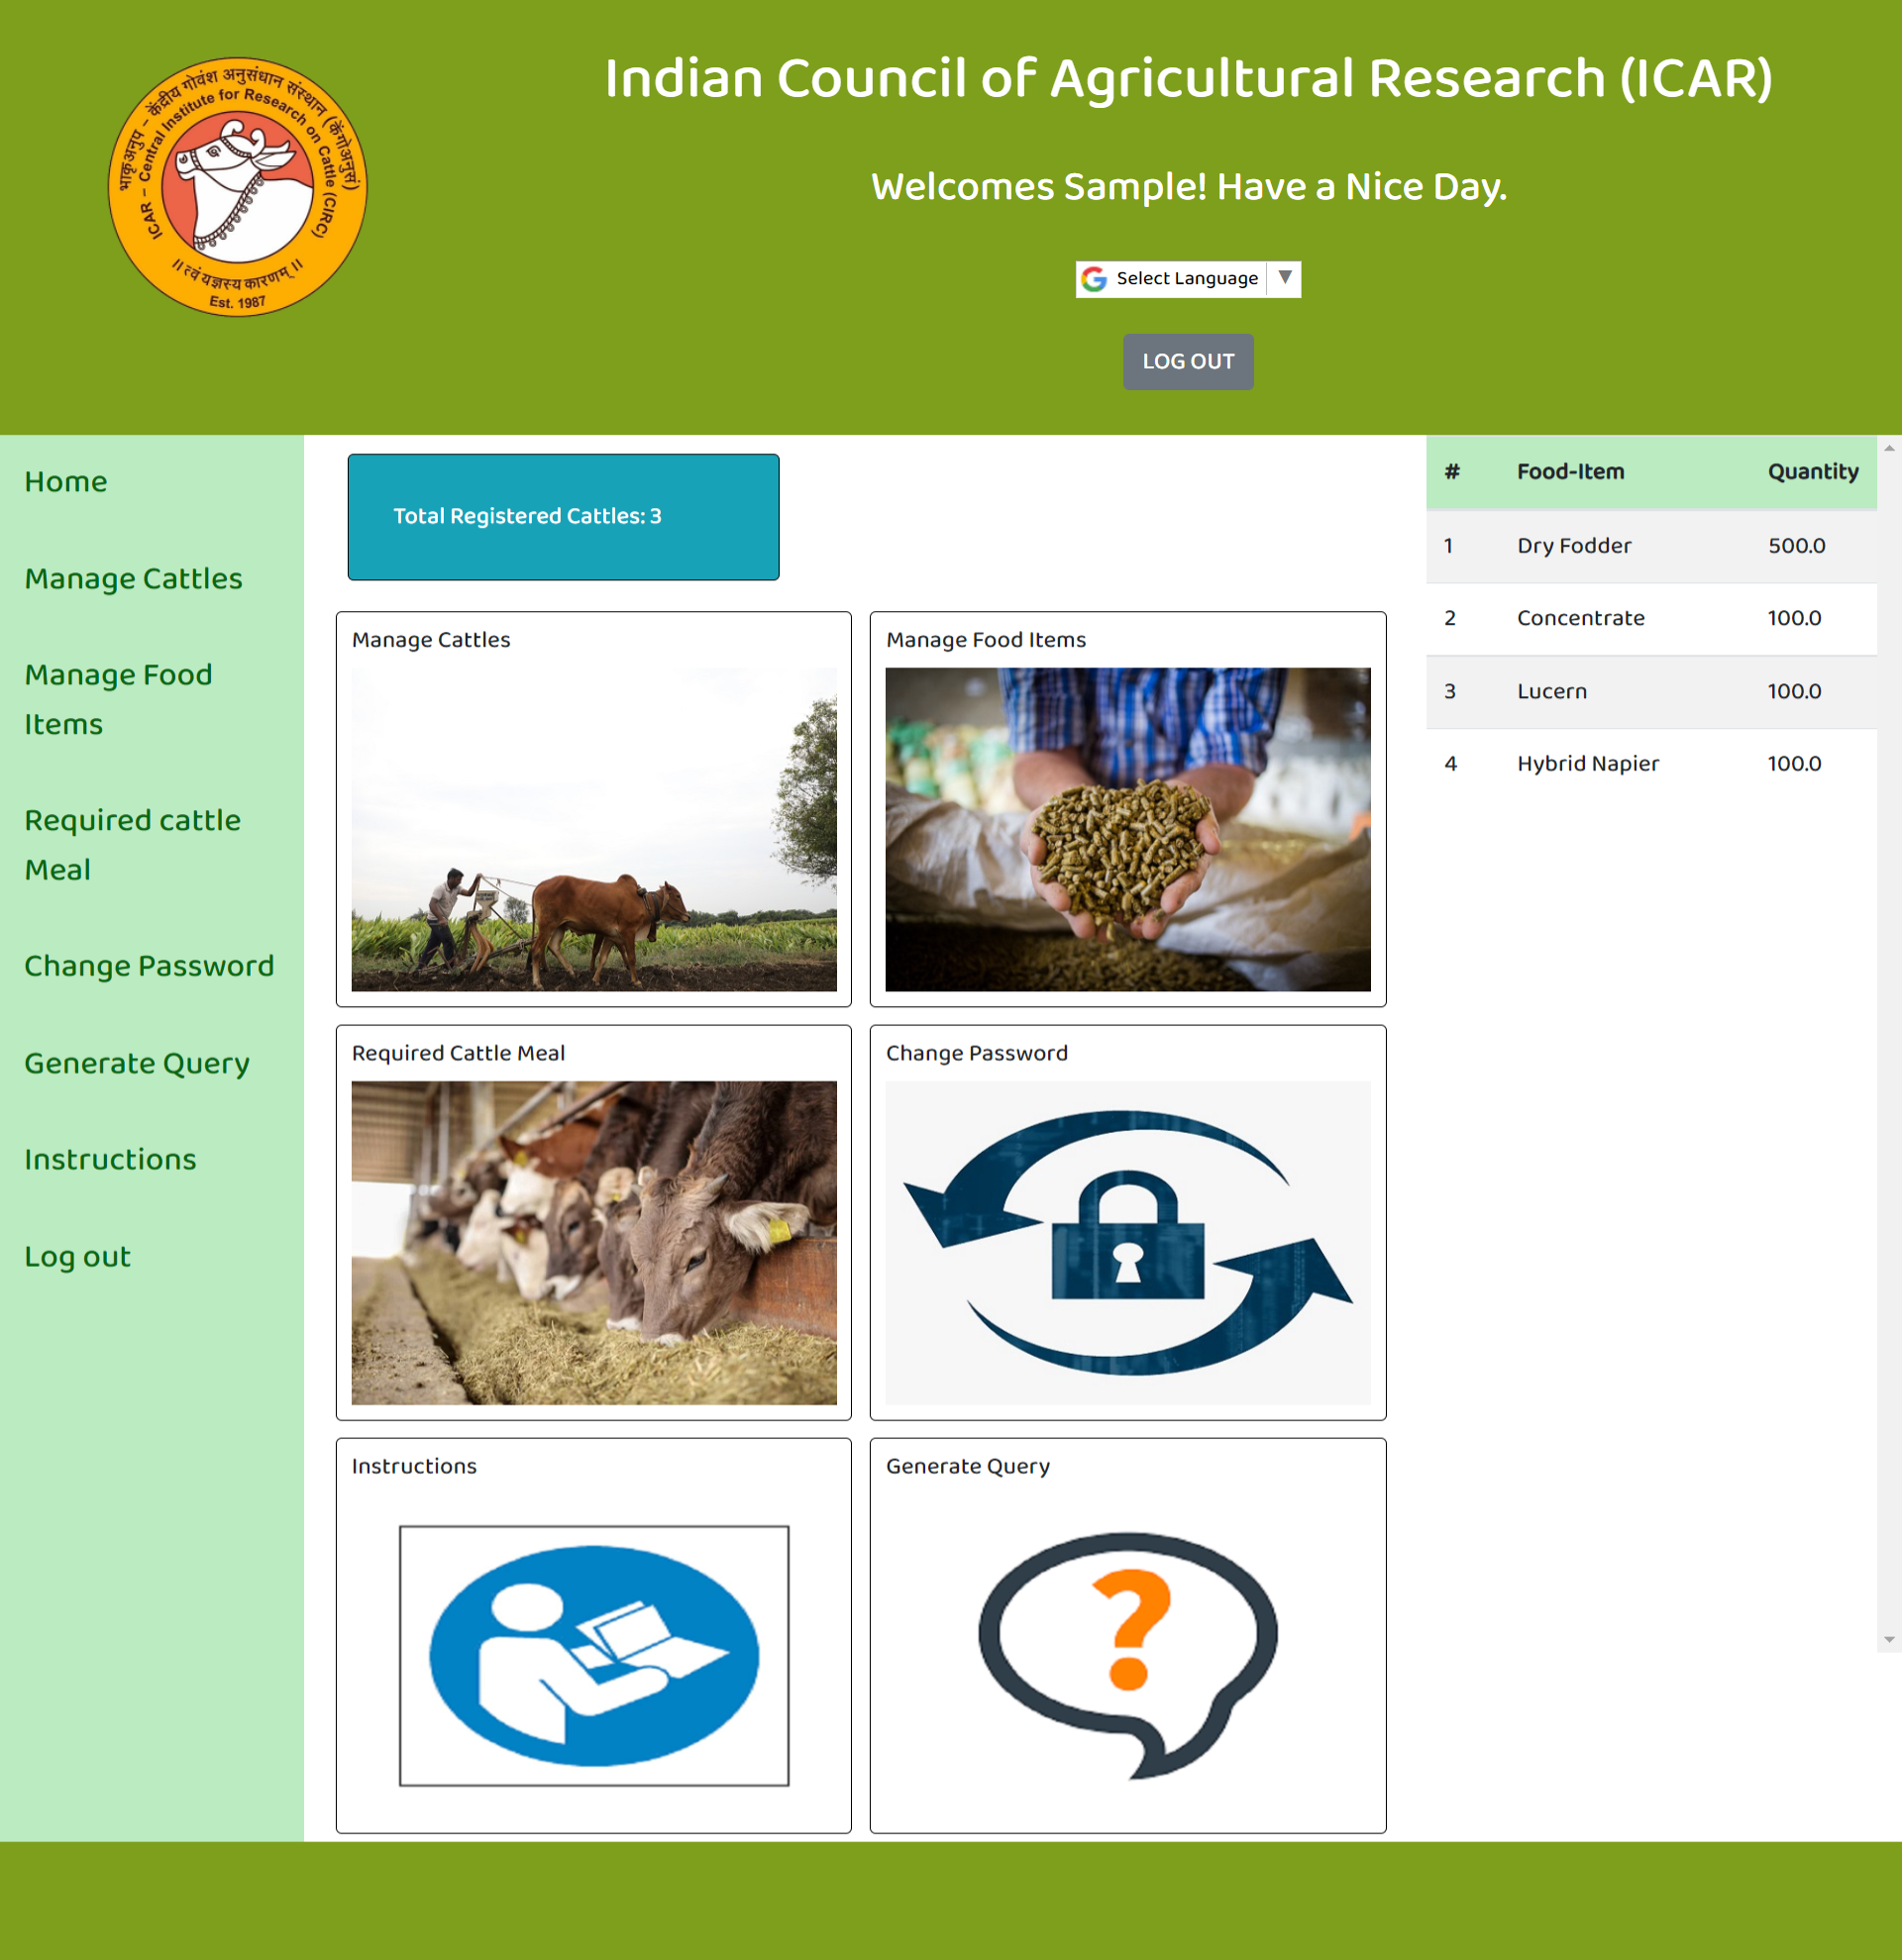 भाकृअनुप – केंद्रीय गोवंश अनुसंधान संस्थान (केंगोअनुसं)
ICAR – Central Institute for Research on Cattle (CIRC)
॥ त्वं यज्ञस्य कारणम् ॥
Est. 1987
Indian Council of Agricultural Research (ICAR)
Welcomes Sample! Have a Nice Day.
Select Language ▼
LOG OUT
Home
Manage Cattles
Manage Food
Items
Required cattle
Meal
Change Password
Generate Query
Instructions
Log out
Total Registered Cattles: 3
Manage Cattles
Manage Food Items
Required Cattle Meal
Change Password
Instructions
Generate Query
# Food-Item Quantity
1 Dry Fodder 500.0
2 Concentrate 100.0
3 Lucern 100.0
4 Hybrid Napier 100.0